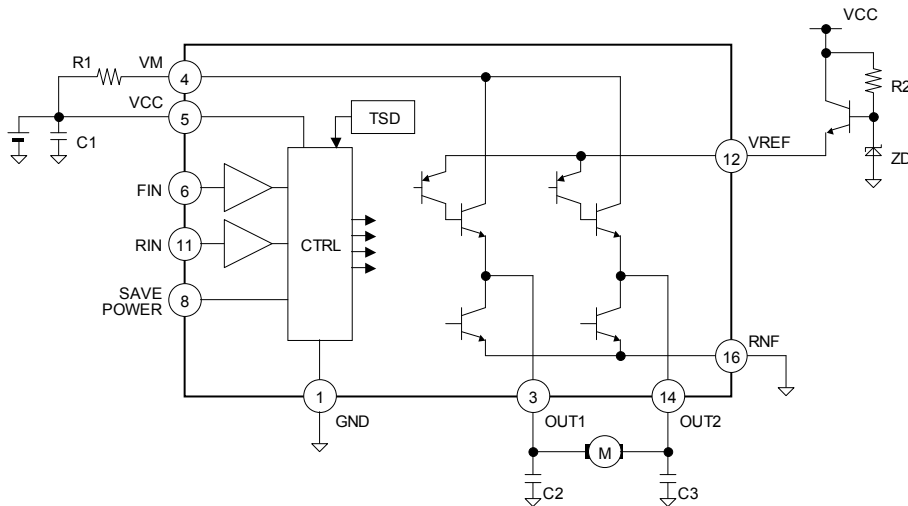 VCC
R1
VM
4
R2
VCC
5
TSD
C1
VREF
12
ZD
FIN
6
RIN
11
CTRL
SAVE
POWER
8
RNF
16
1
GND
3
OUT1
14
OUT2
M
C2
C3